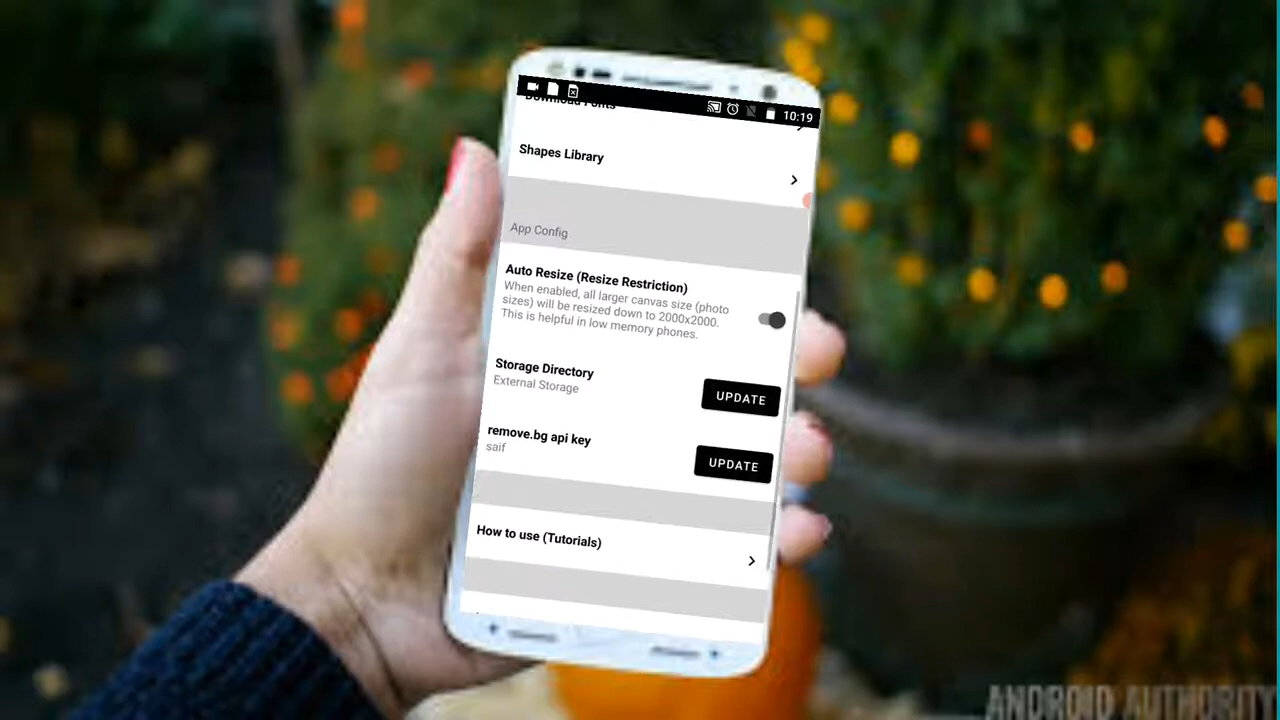 Download Fonts
10:19
Shapes Library
App Config
Auto Resize (Resize Restriction)
When enabled, all larger canvas size (photo
sizes) will be resized down to 2000x2000.
This is helpful in low memory phones.
Storage Directory
External Storage
UPDATE
remove.bg api key
saif
UPDATE
How to use (Tutorials)
ANDROID AUTHORITY